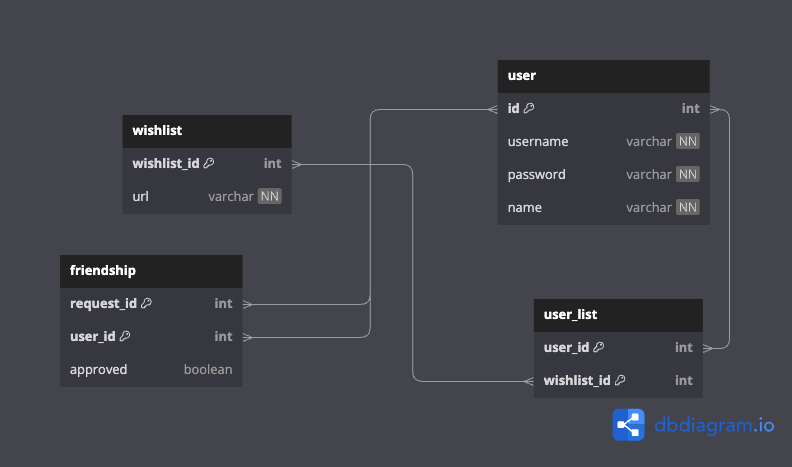 user
id int
username varchar NN
password varchar NN
name varchar NN
wishlist
wishlist_id int
url varchar NN
friendship
request_id int
user_id int
approved boolean
user_list
user_id int
wishlist_id int
dbdiagram.io